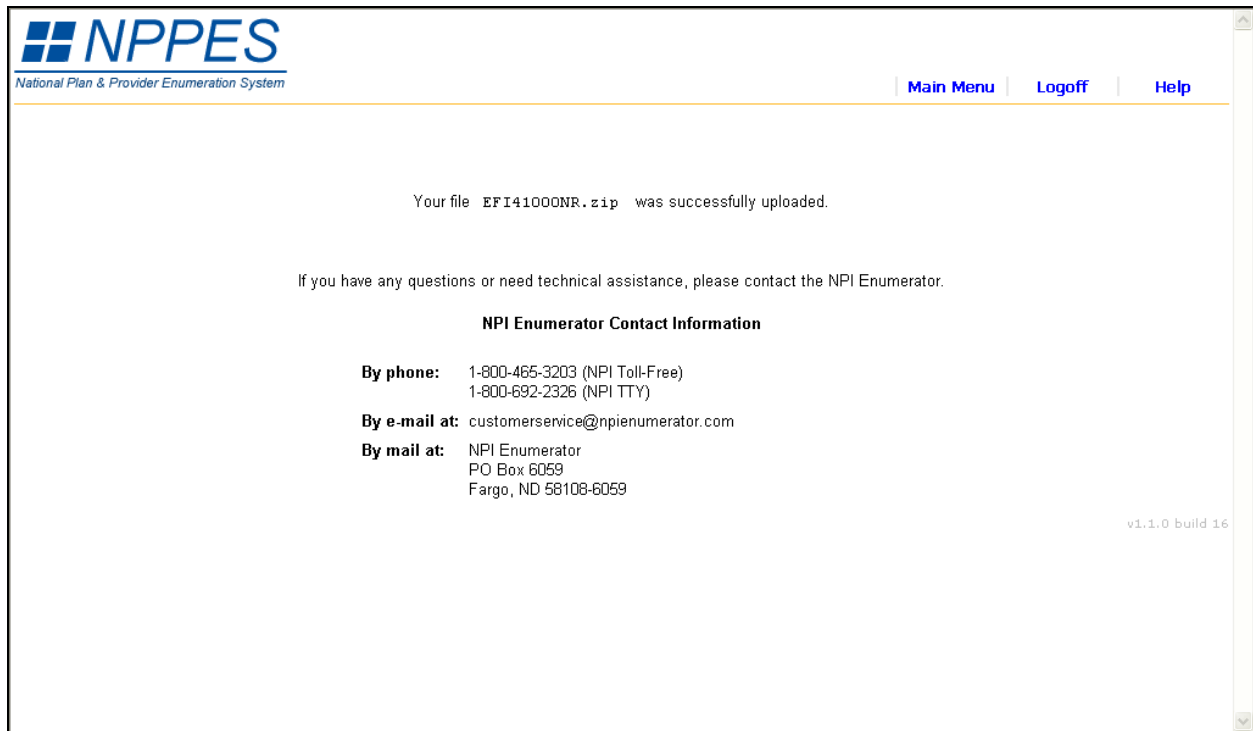 NPPES
National Plan & Provider Enumeration System
Main Menu Logoff Help
Your file EFI41000NR.zip was successfully uploaded.
If you have any questions or need technical assistance, please contact the NPI Enumerator.
NPI Enumerator Contact Information
By phone: 1-800-465-3203 (NPI Toll-Free)
1-800-692-2326 (NPI TTY)
By e-mail at: customerservice@npienumerator.com
By mail at: NPI Enumerator
PO Box 6059
Fargo, ND 58108-6059
v1.1.0 build 16